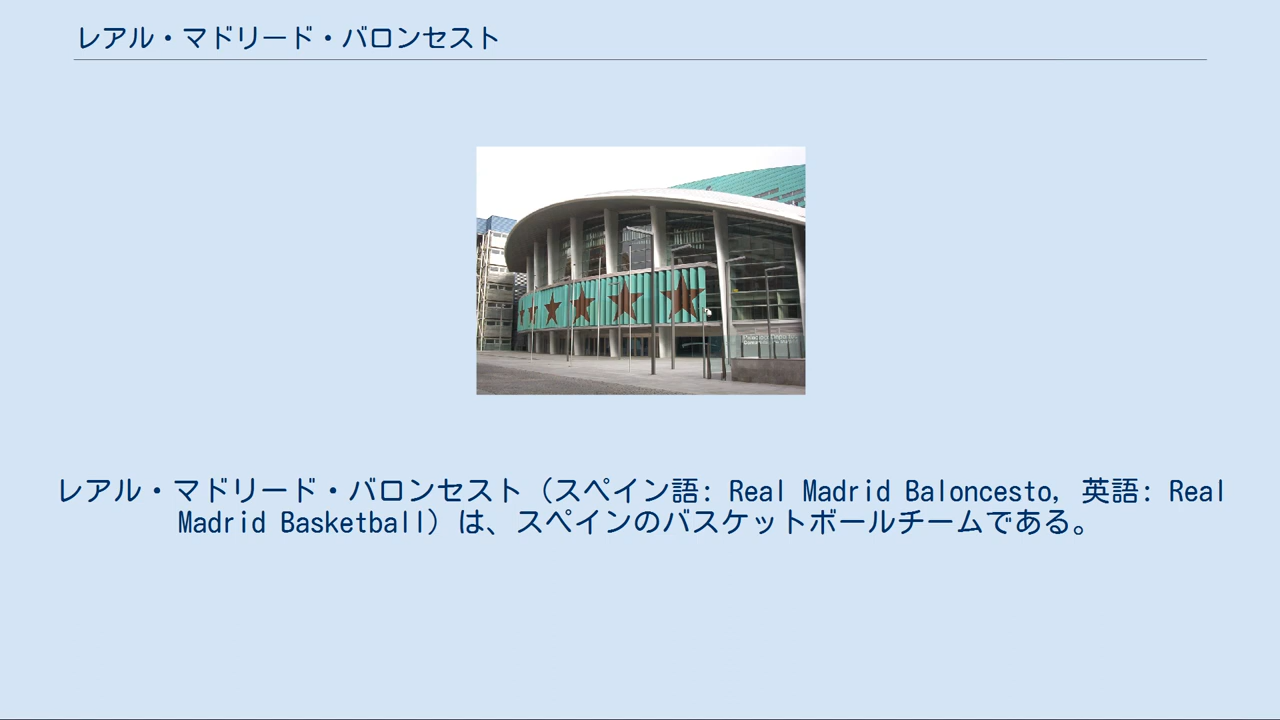 レアル・マドリード・バロンセスト
レアル・マドリード・バロンセスト（スペイン語: Real Madrid Baloncesto, 英語: Real
Madrid Basketball）は、スペインのバスケットボールチームである。